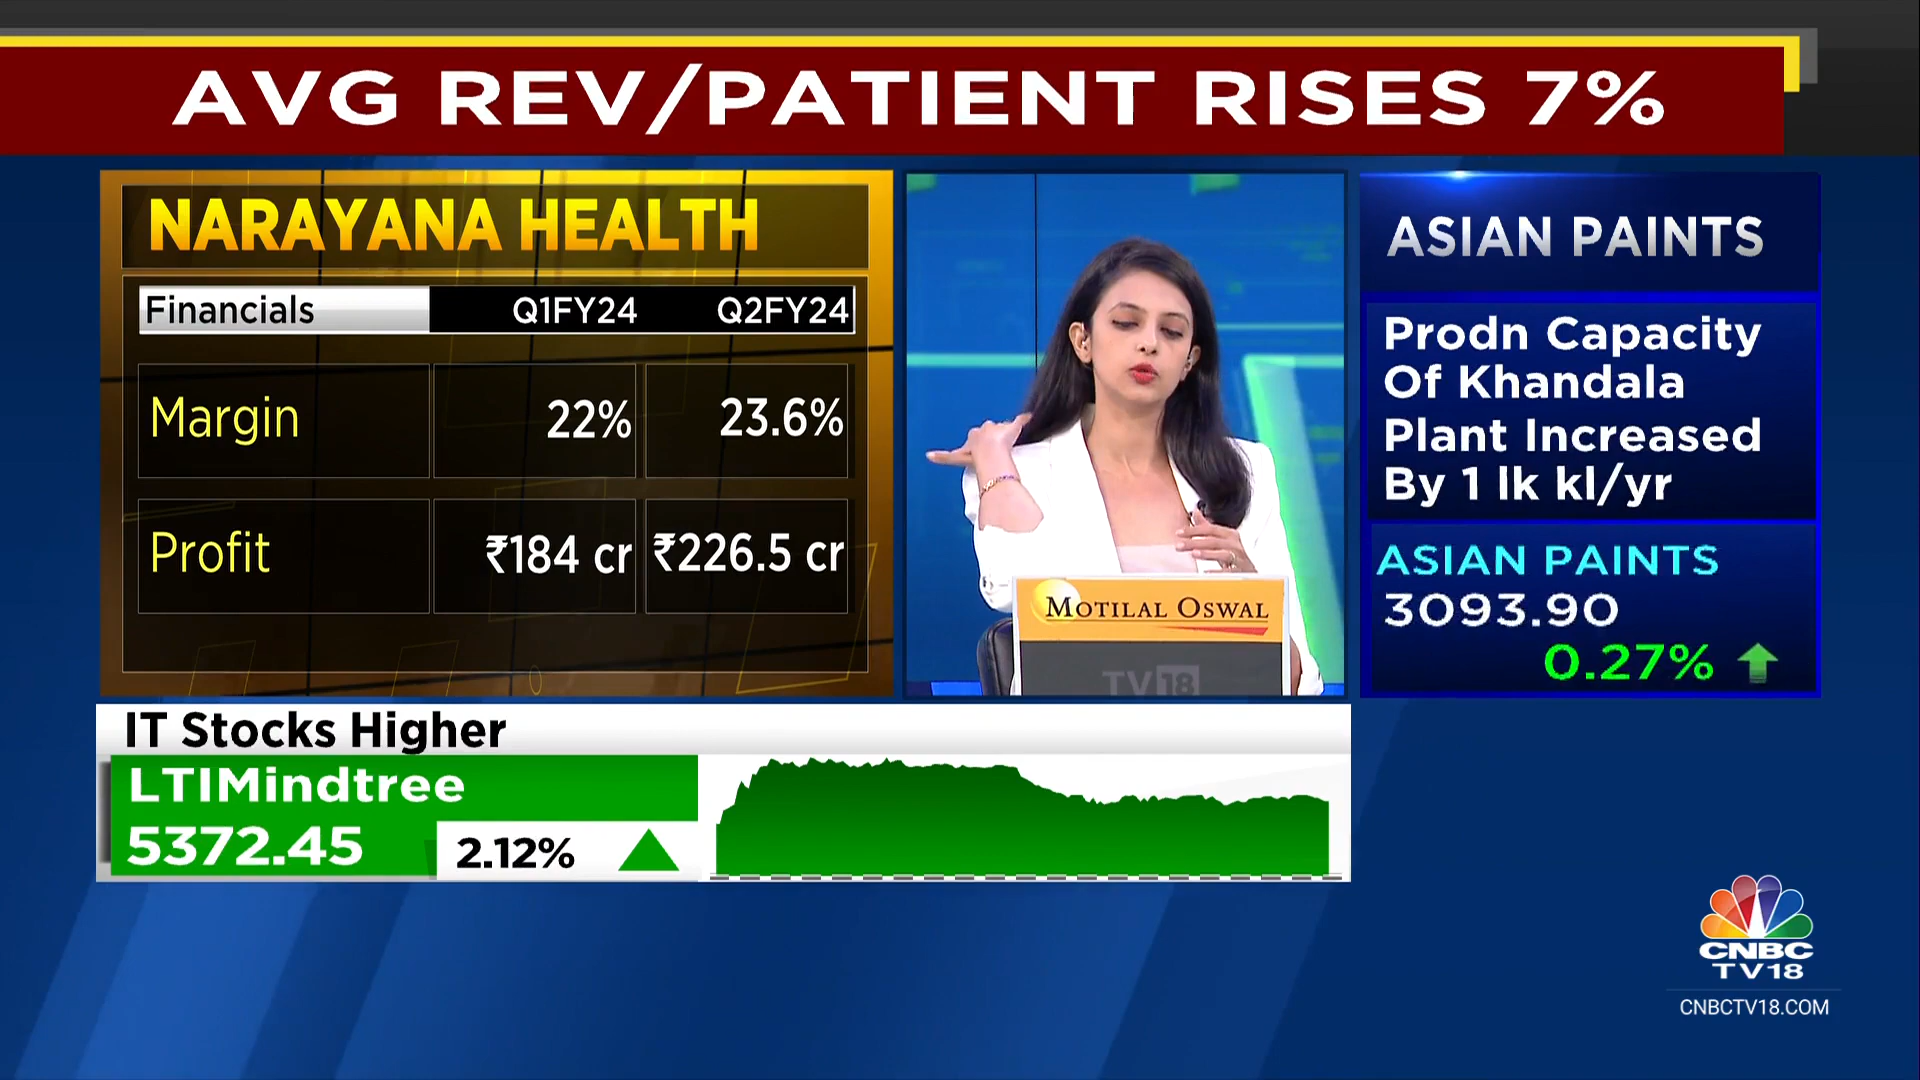 AVG REV/PATIENT RISES 7%
NARAYANA HEALTH
Financials Q1FY24 Q2FY24
Margin 22% 23.6%
Profit ₹184 cr ₹226.5 cr
MOTILAL OSWAL
TV18
ASIAN PAINTS
Prodn Capacity
Of Khandala
Plant Increased
By 1 lk kl/yr
ASIAN PAINTS
3093.90
0.27%
IT Stocks Higher
LTIMindtree
5372.45
2.12%
CNBC
TV18
CNBCTV18.COM